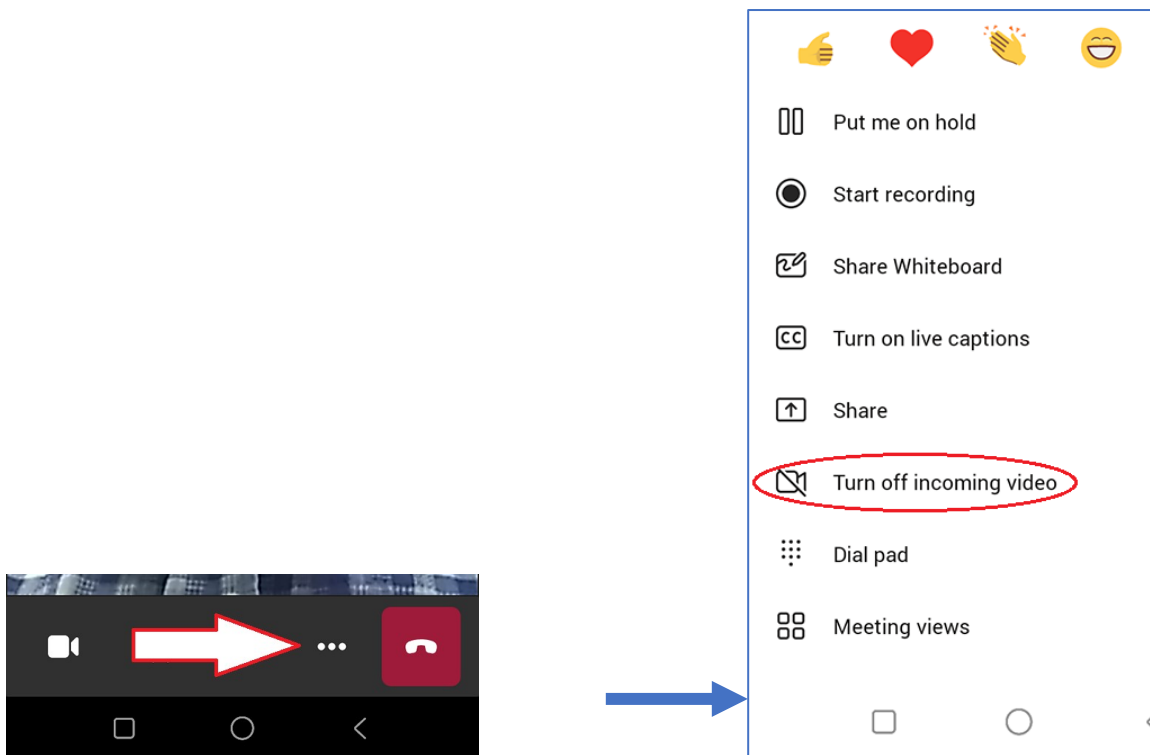 Put me on hold
Start recording
Share Whiteboard
CC Turn on live captions
Share
Turn off incoming video
Dial pad
Meeting views